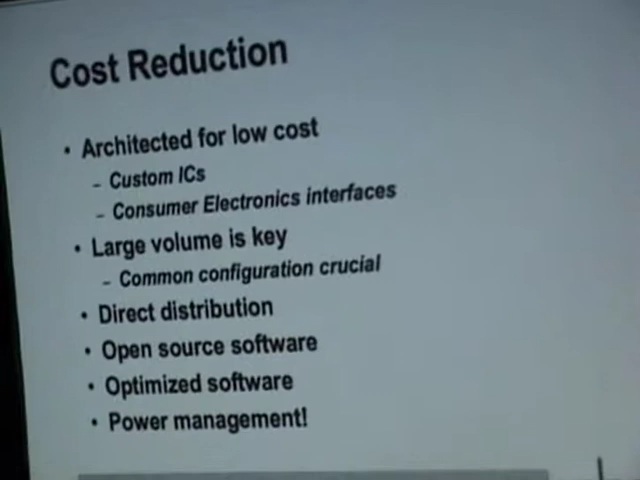 Cost Reduction
• Architected for low cost
– Custom ICs
– Consumer Electronics interfaces
• Large volume is key
– Common configuration crucial
• Direct distribution
• Open source software
• Optimized software
• Power management!